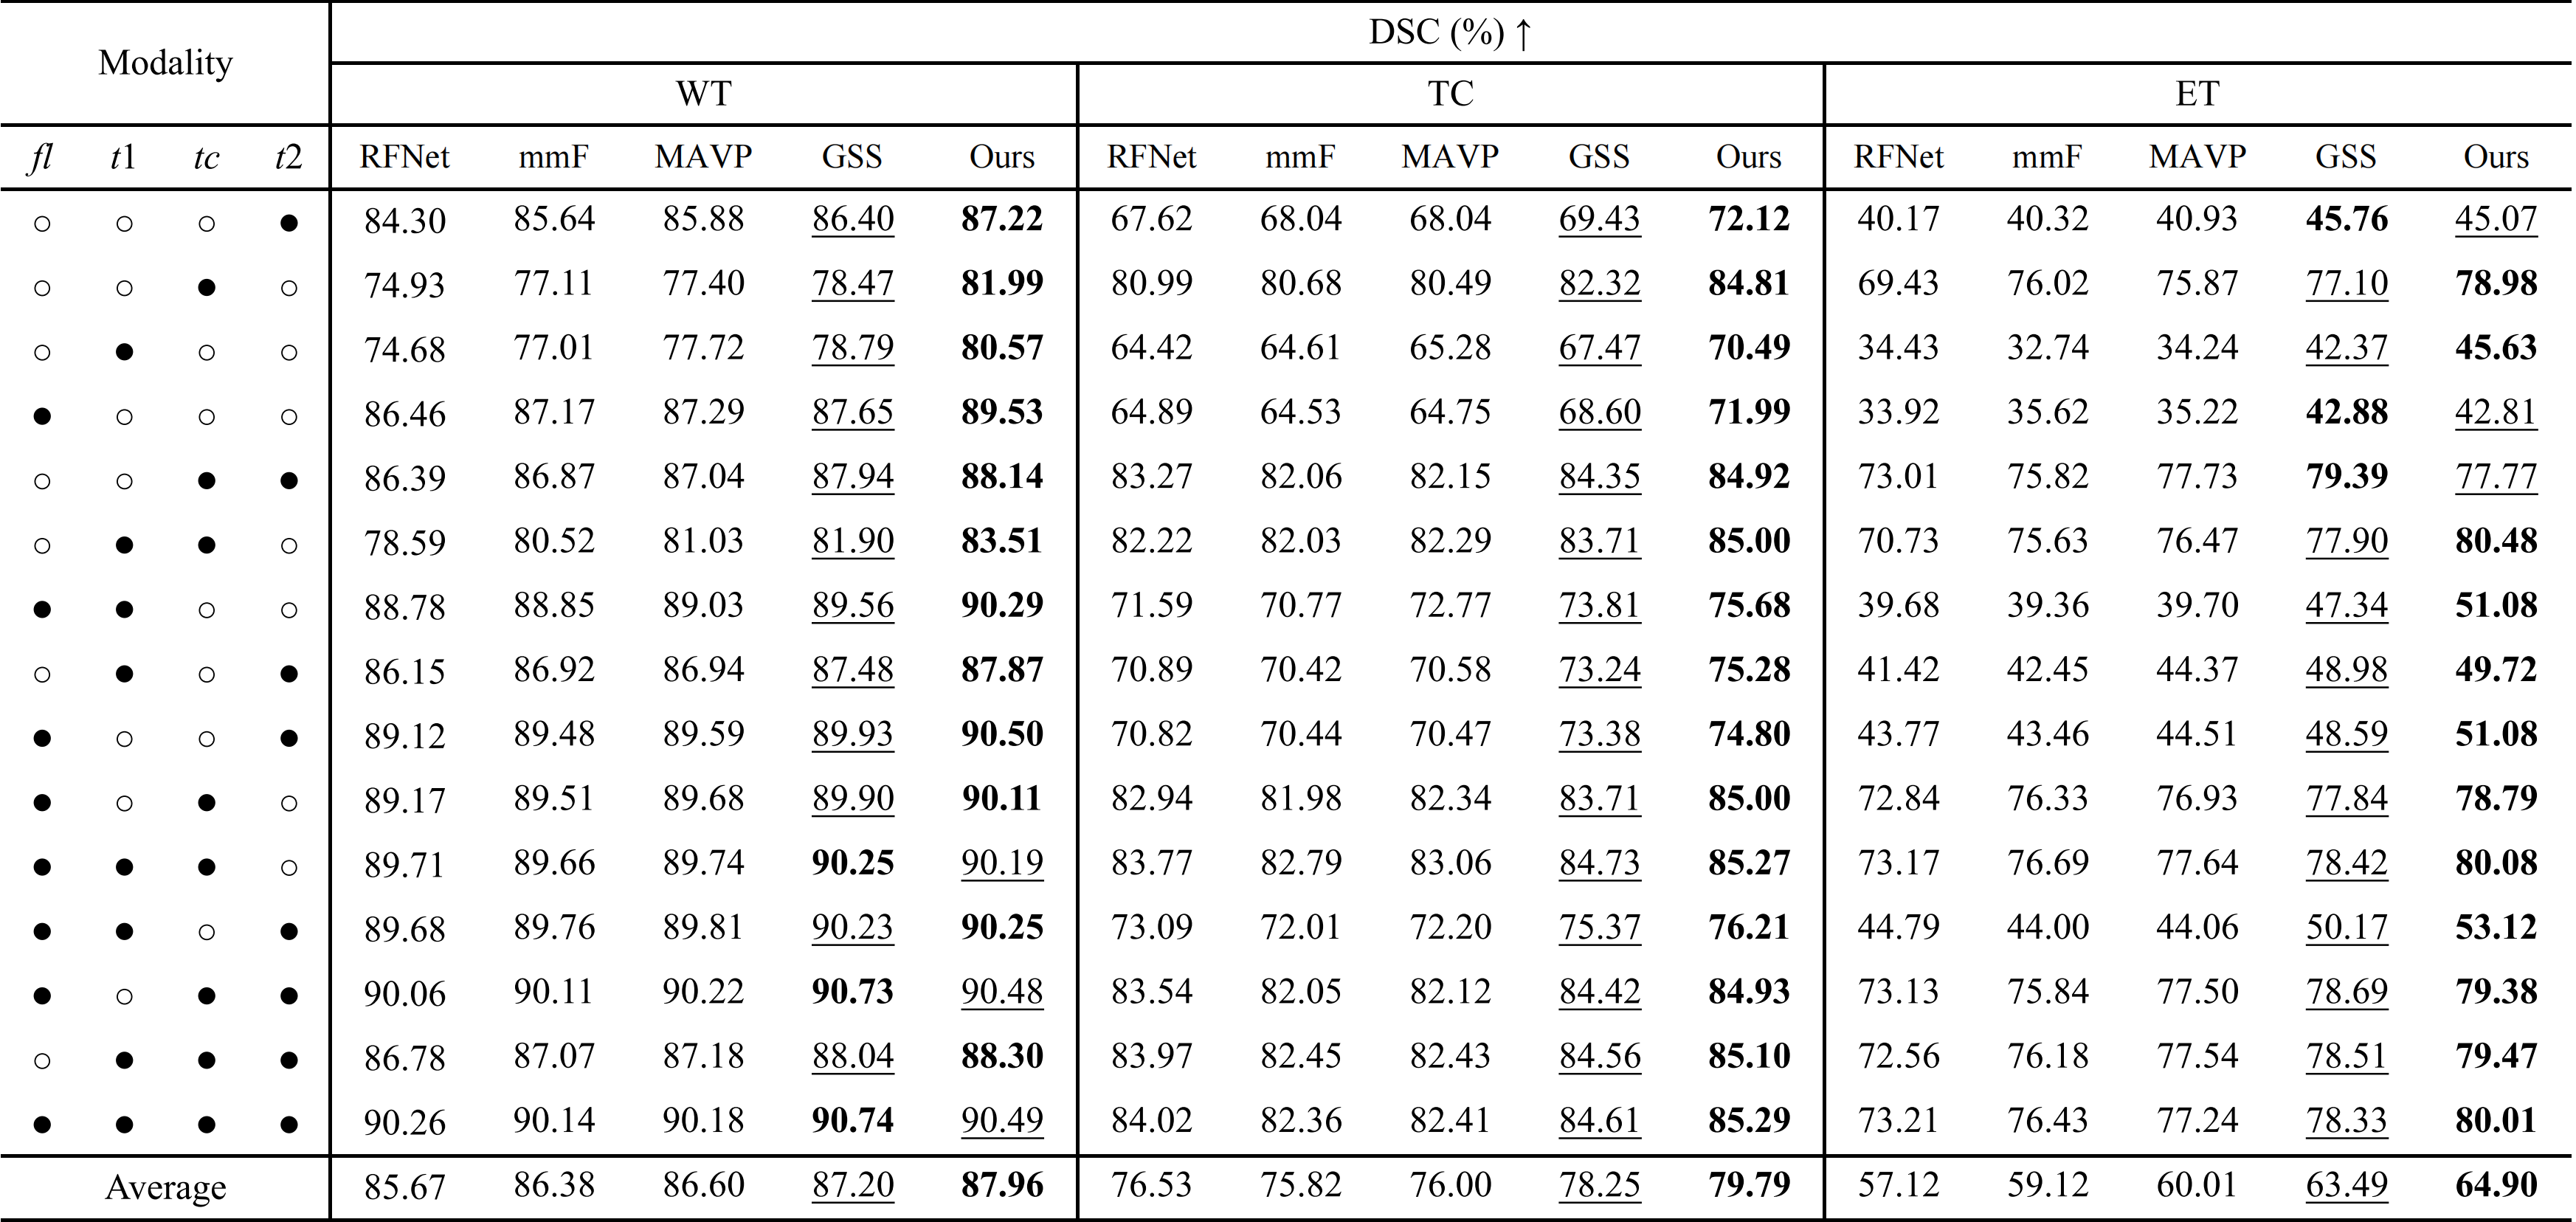 DSC (%) ↑
Modality
WT TC ET
fl t1 tc t2 RFNet mmF MAVP GSS Ours RFNet mmF MAVP GSS Ours RFNet mmF MAVP GSS Ours
○ ○ ○ ● 84.30 85.64 85.88 86.40 87.22 67.62 68.04 68.04 69.43 72.12 40.17 40.32 40.93 45.76 45.07
○ ○ ● ○ 74.93 77.11 77.40 78.47 81.99 80.99 80.68 80.49 82.32 84.81 69.43 76.02 75.87 77.10 78.98
○ ● ○ ○ 74.68 77.01 77.72 78.79 80.57 64.42 64.61 65.28 67.47 70.49 34.43 32.74 34.24 42.37 45.63
● ○ ○ ○ 86.46 87.17 87.29 87.65 89.53 64.89 64.53 64.75 68.60 71.99 33.92 35.62 35.22 42.88 42.81
○ ○ ● ● 86.39 86.87 87.04 87.94 88.14 83.27 82.06 82.15 84.35 84.92 73.01 75.82 77.73 79.39 77.77
○ ● ● ○ 78.59 80.52 81.03 81.90 83.51 82.22 82.03 82.29 83.71 85.00 70.73 75.63 76.47 77.90 80.48
● ● ○ ○ 88.78 88.85 89.03 89.56 90.29 71.59 70.77 72.77 73.81 75.68 39.68 39.36 39.70 47.34 51.08
○ ● ○ ● 86.15 86.92 86.94 87.48 87.87 70.89 70.42 70.58 73.24 75.28 41.42 42.45 44.37 48.98 49.72
● ○ ○ ● 89.12 89.48 89.59 89.93 90.50 70.82 70.44 70.47 73.38 74.80 43.77 43.46 44.51 48.59 51.08
● ○ ● ○ 89.17 89.51 89.68 89.90 90.11 82.94 81.98 82.34 83.71 85.00 72.84 76.33 76.93 77.84 78.79
● ● ● ○ 89.71 89.66 89.74 90.25 90.19 83.77 82.79 83.06 84.73 85.27 73.17 76.69 77.64 78.42 80.08
● ● ○ ● 89.68 89.76 89.81 90.23 90.25 73.09 72.01 72.20 75.37 76.21 44.79 44.00 44.06 50.17 53.12
● ○ ● ● 90.06 90.11 90.22 90.73 90.48 83.54 82.05 82.12 84.42 84.93 73.13 75.84 77.50 78.69 79.38
○ ● ● ● 86.78 87.07 87.18 88.04 88.30 83.97 82.45 82.43 84.56 85.10 72.56 76.18 77.54 78.51 79.47
● ● ● ● 90.26 90.14 90.18 90.74 90.49 84.02 82.36 82.41 84.61 85.29 73.21 76.43 77.24 78.33 80.01
Average 85.67 86.38 86.60 87.20 87.96 76.53 75.82 76.00 78.25 79.79 57.12 59.12 60.01 63.49 64.90